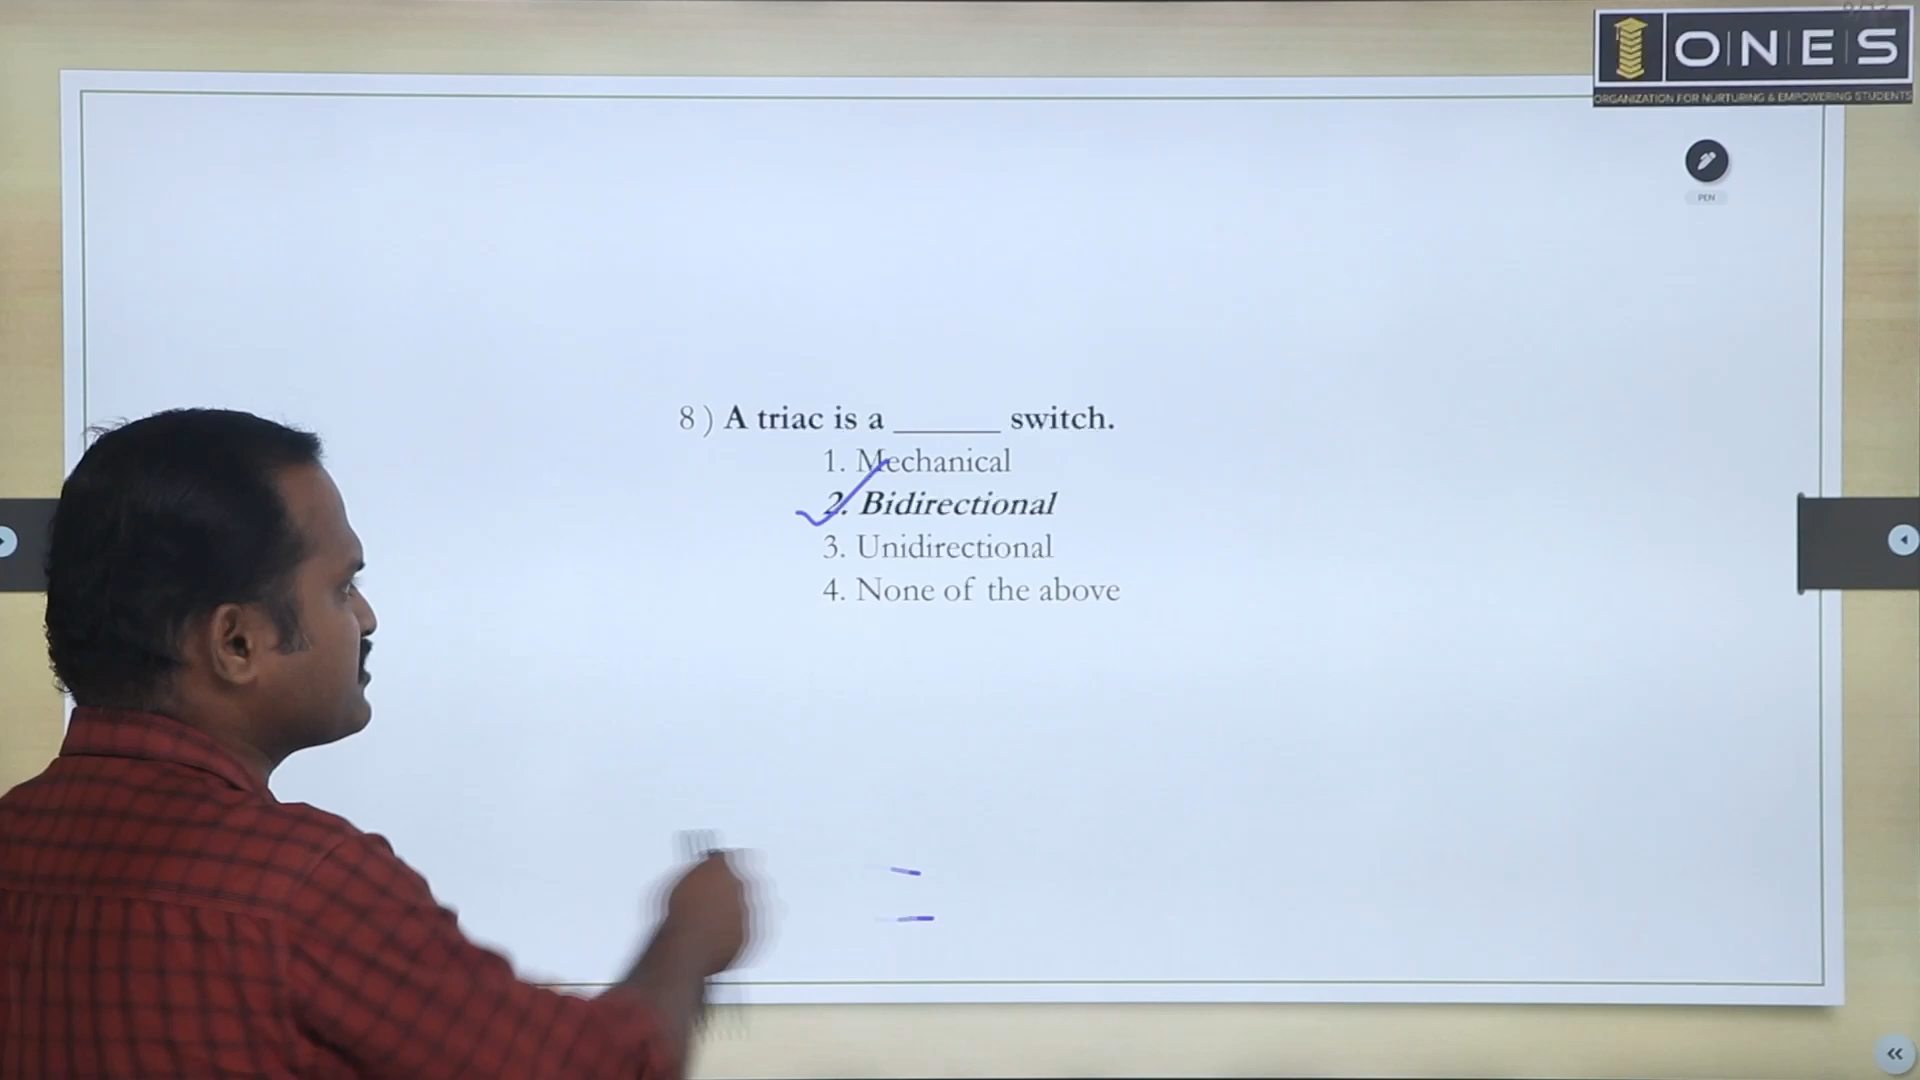 ONES
ORGANIZATION FOR NURTURING & EMPOWERING STUDENTS
PEN
8 ) A triac is a ______ switch.
1. Mechanical
2. Bidirectional
3. Unidirectional
4. None of the above